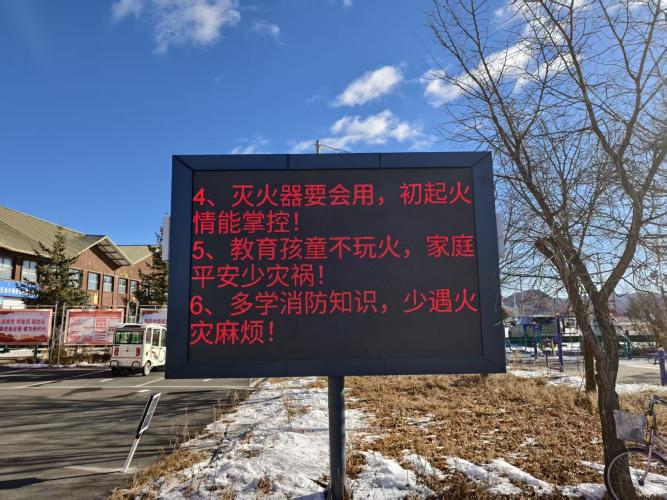 4、灭火器要会用，初起火
情能掌控！
5、教育孩童不玩火，家庭
平安少灾祸！
6、多学消防知识，少遇火
灾麻烦！